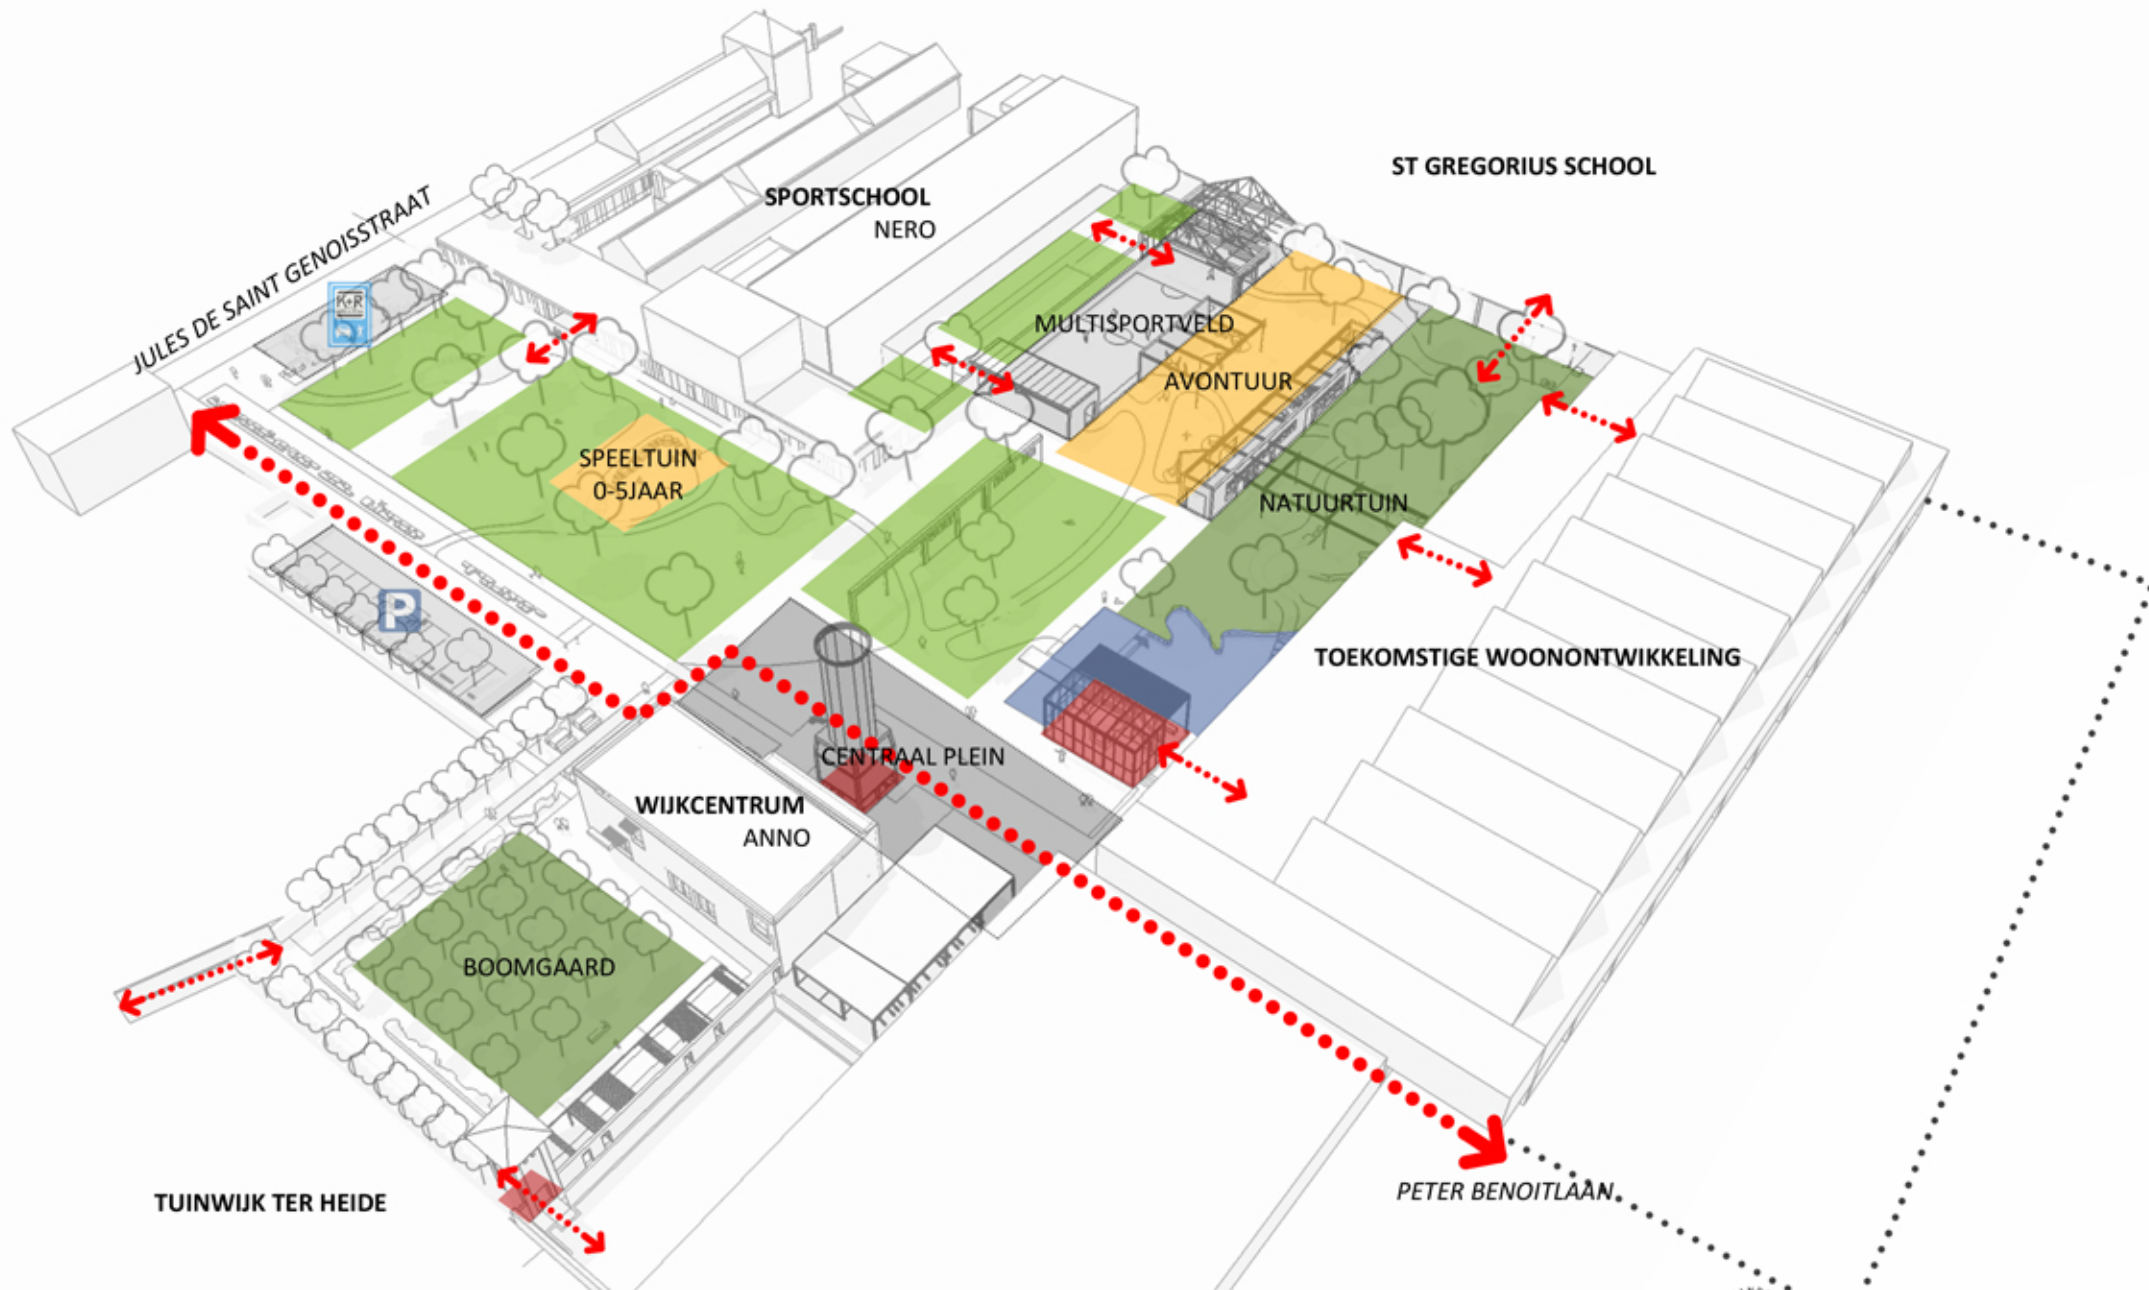 ST GREGORIUS SCHOOL
SPORTSCHOOL
NERO
JULES DE SAINT GENOISSTRAAT
K+R
MULTISPORTVELD
AVONTUUR
SPEELTUIN
0-5JAAR
NATUURTUIN
P
TOEKOMSTIGE WOONONTWIKKELING
CENTRAAL PLEIN
WIJKCENTRUM
ANNO
BOOMGAARD
PETER BENOITLAAN
TUINWIJK TER HEIDE